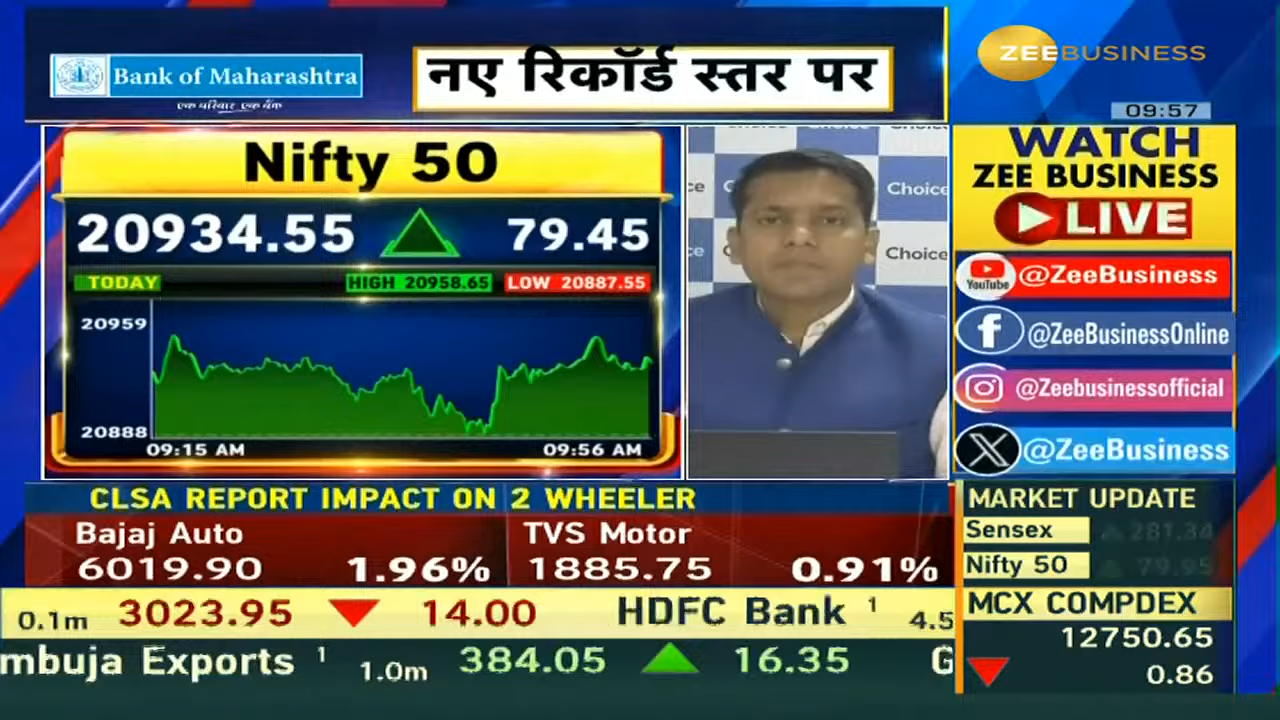 Bank of Maharashtra
एक परिवार एक बैंक
नए रिकॉर्ड स्तर पर
ZEEBUSINESS
09:57
Nifty 50
20934.55 79.45
TODAY HIGH 20958.65 LOW 20887.55
20959
20888
09:15 AM 09:56 AM
Choice
Choice
Choice
WATCH
ZEE BUSINESS
LIVE
YouTube @ZeeBusiness
@ZeeBusinessOnline
@Zeebusinessofficial
@ZeeBusiness
CLSA REPORT IMPACT ON 2 WHEELER
Bajaj Auto TVS Motor
6019.90 1.96% 1885.75 0.91%
MARKET UPDATE
Sensex 281.34
Nifty 50 79.95
MCX COMPDEX
12750.65
0.86
0.1m 3023.95 14.00 HDFC Bank 1 4.5
mbuja Exports 1 1.0m 384.05 16.35 G